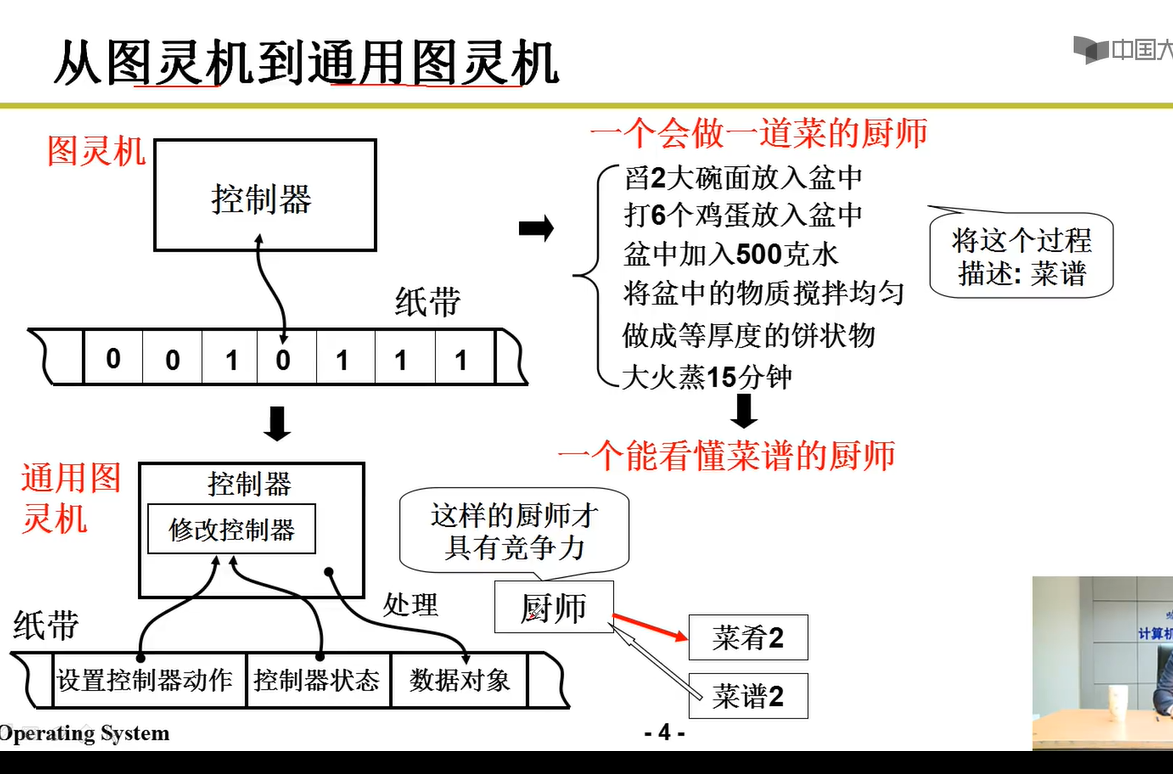 从图灵机到通用图灵机
中国大
图灵机
控制器
纸带
0 0 1 0 1 1 1
一个会做一道菜的厨师
舀2大碗面放入盆中
打6个鸡蛋放入盆中
盆中加入500克水
将盆中的物质搅拌均匀
做成等厚度的饼状物
大火蒸15分钟
将这个过程
描述: 菜谱
一个能看懂菜谱的厨师
通用图
灵机
控制器
修改控制器
处理
纸带
设置控制器动作
控制器状态
数据对象
这样的厨师才
具有竞争力
厨师
菜肴2
菜谱2
计算机
Operating System
- 4 -